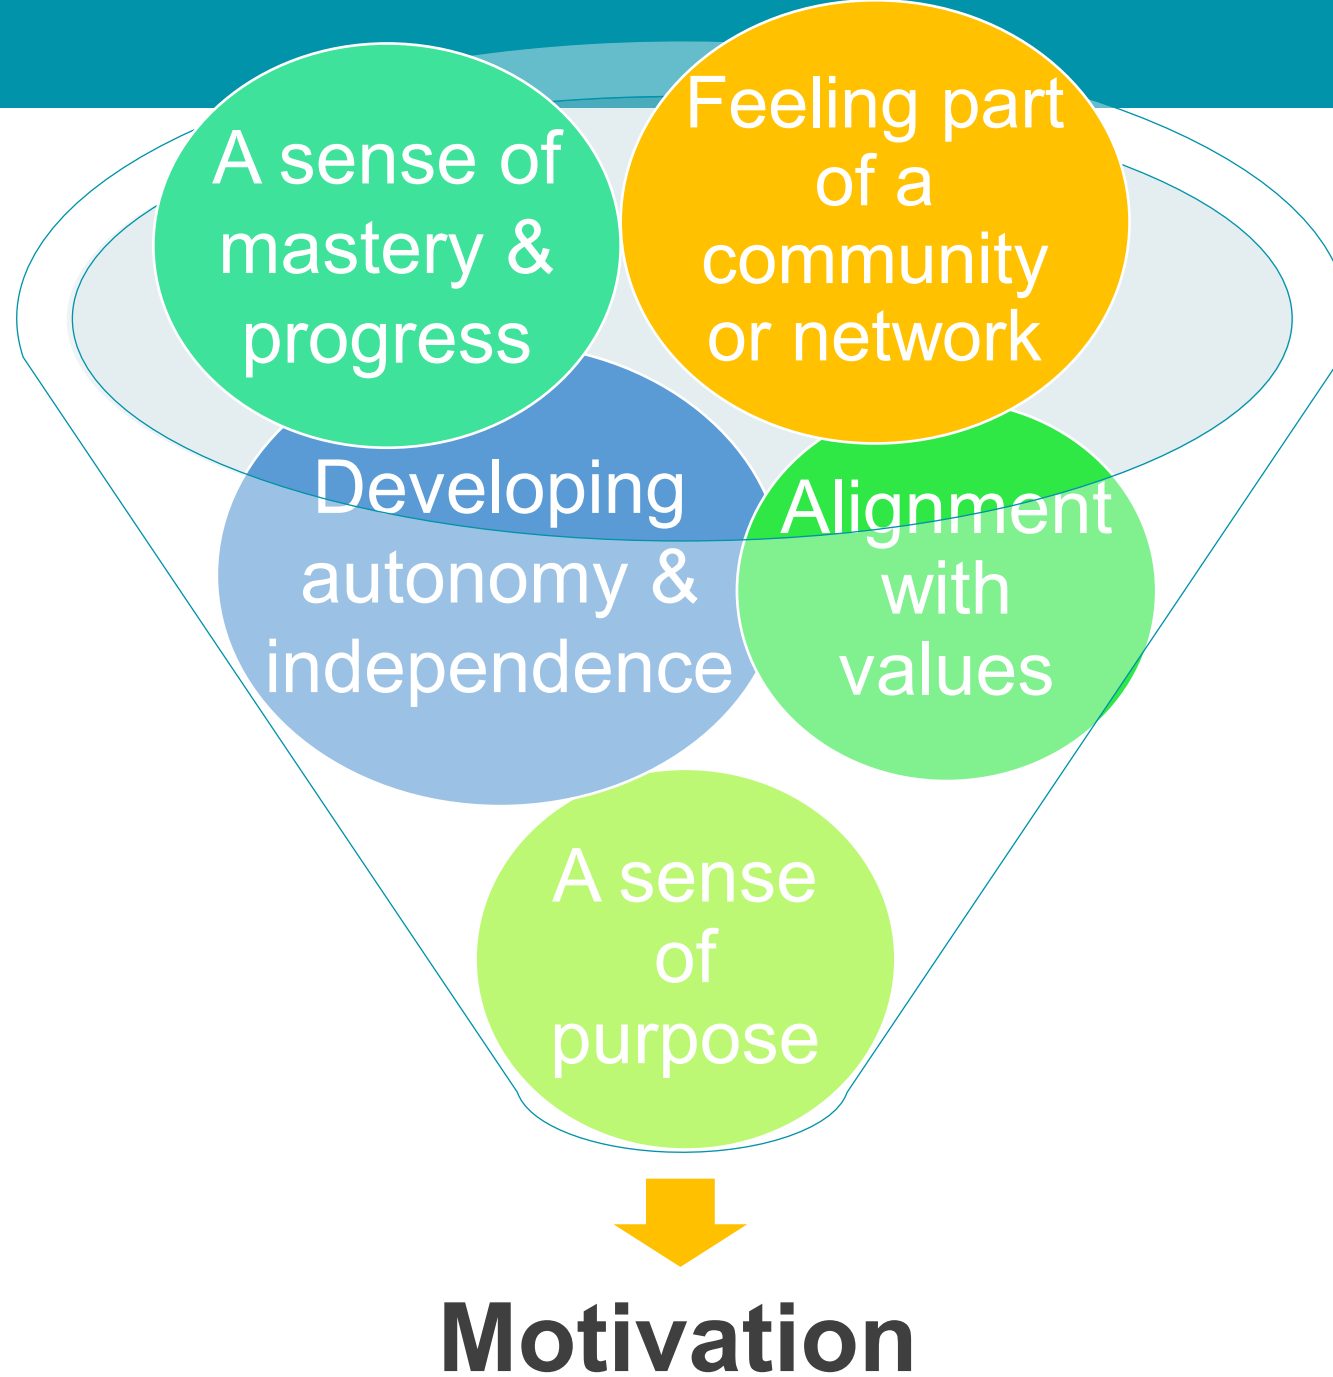 A sense of
mastery &
progress
Feeling part
of a
community
or network
Developing
autonomy &
independence
Alignment
with
values
A sense
of
purpose
Motivation